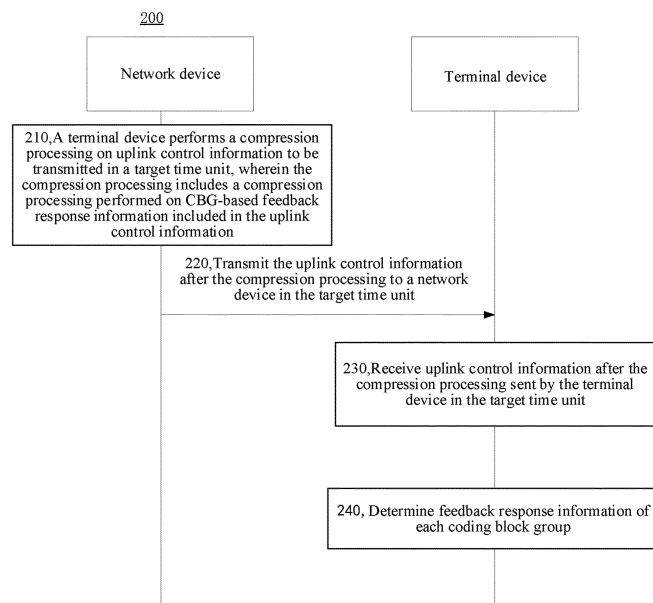 200
Network device
Terminal device
210,A terminal device performs a compression
processing on uplink control information to be
transmitted in a target time unit, wherein the
compression processing includes a compression
processing performed on CBG-based feedback
response information included in the uplink
control information
220,Transmit the uplink control information
after the compression processing to a network
device in the target time unit
230,Receive uplink control information after the
compression processing sent by the terminal
device in the target time unit
240, Determine feedback response information of
each coding block group